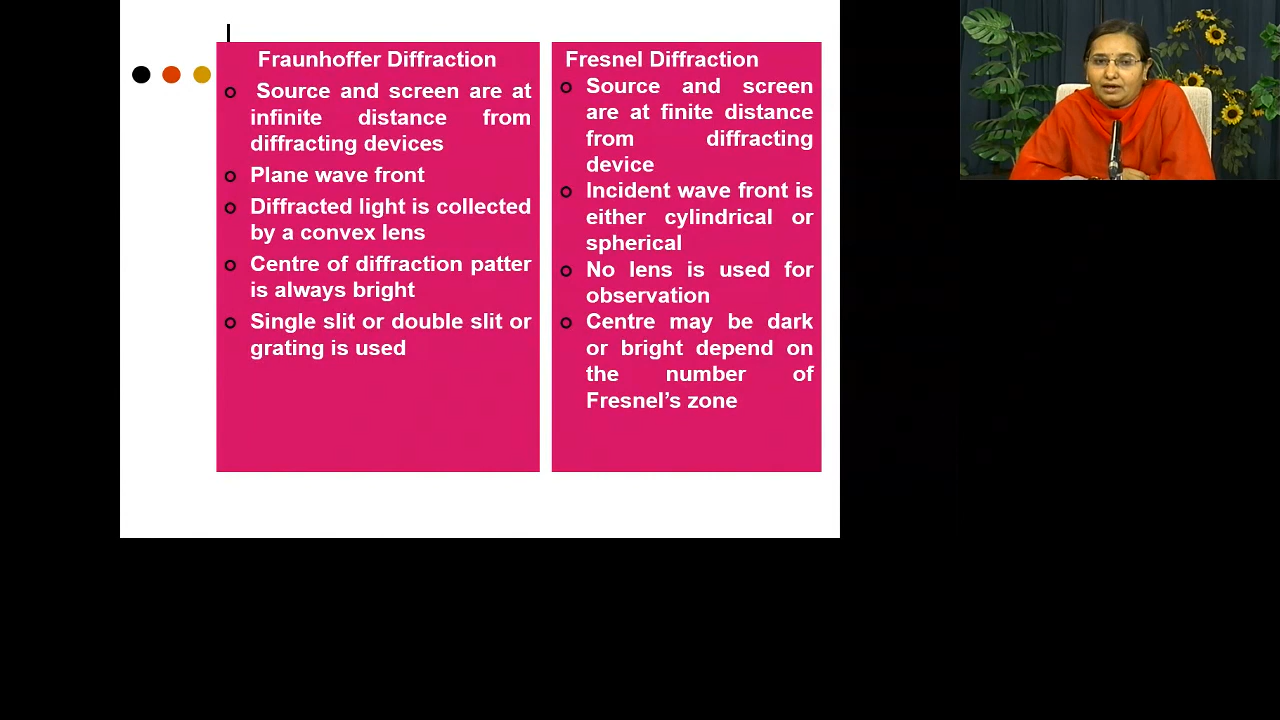 Fraunhoffer Diffraction
Source and screen are at
infinite distance from
diffracting devices
Plane wave front
Diffracted light is collected
by a convex lens
Centre of diffraction patter
is always bright
Single slit or double slit or
grating is used
Fresnel Diffraction
Source and screen
are at finite distance
from diffracting
device
Incident wave front is
either cylindrical or
spherical
No lens is used for
observation
Centre may be dark
or bright depend on
the number of
Fresnel’s zone